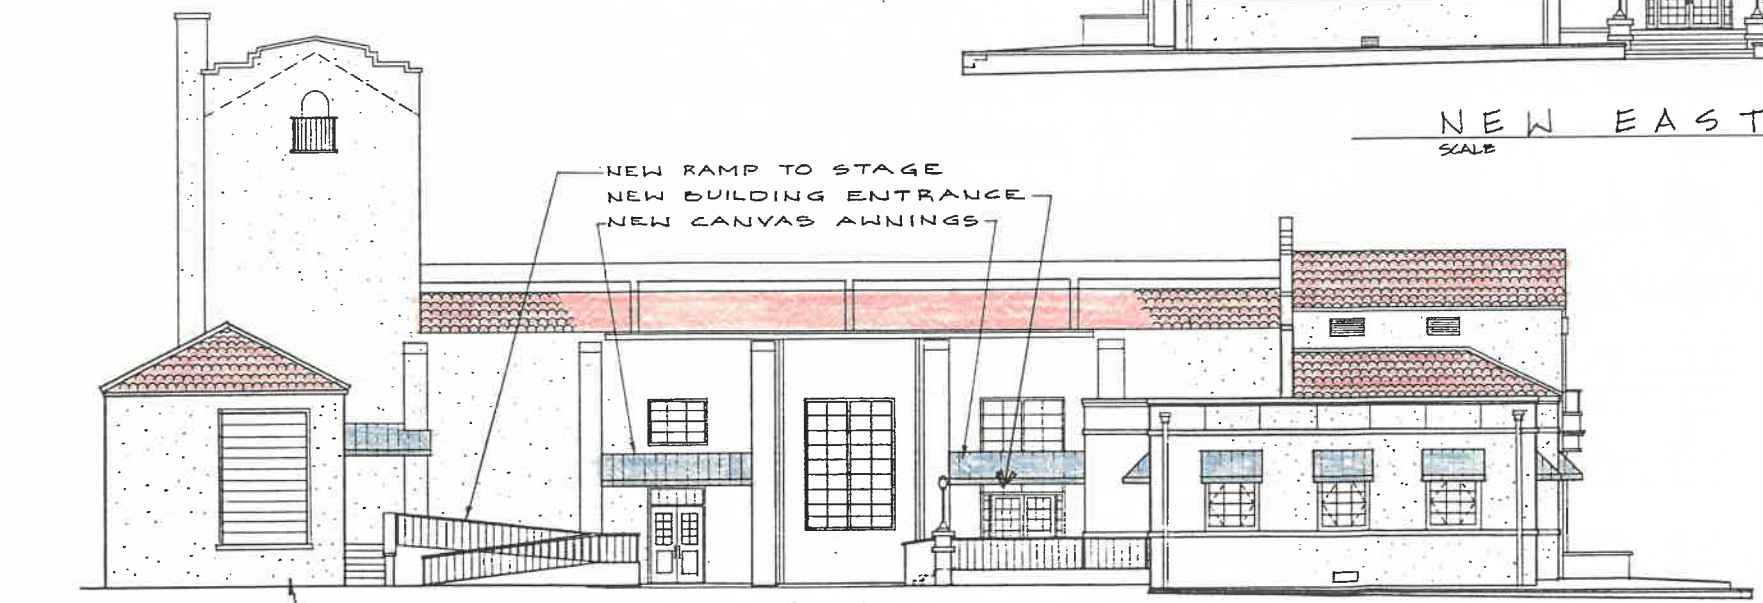 NEW EAST
SCALE
NEW RAMP TO STAGE
NEW BUILDING ENTRANCE
NEW CANVAS AWNINGS